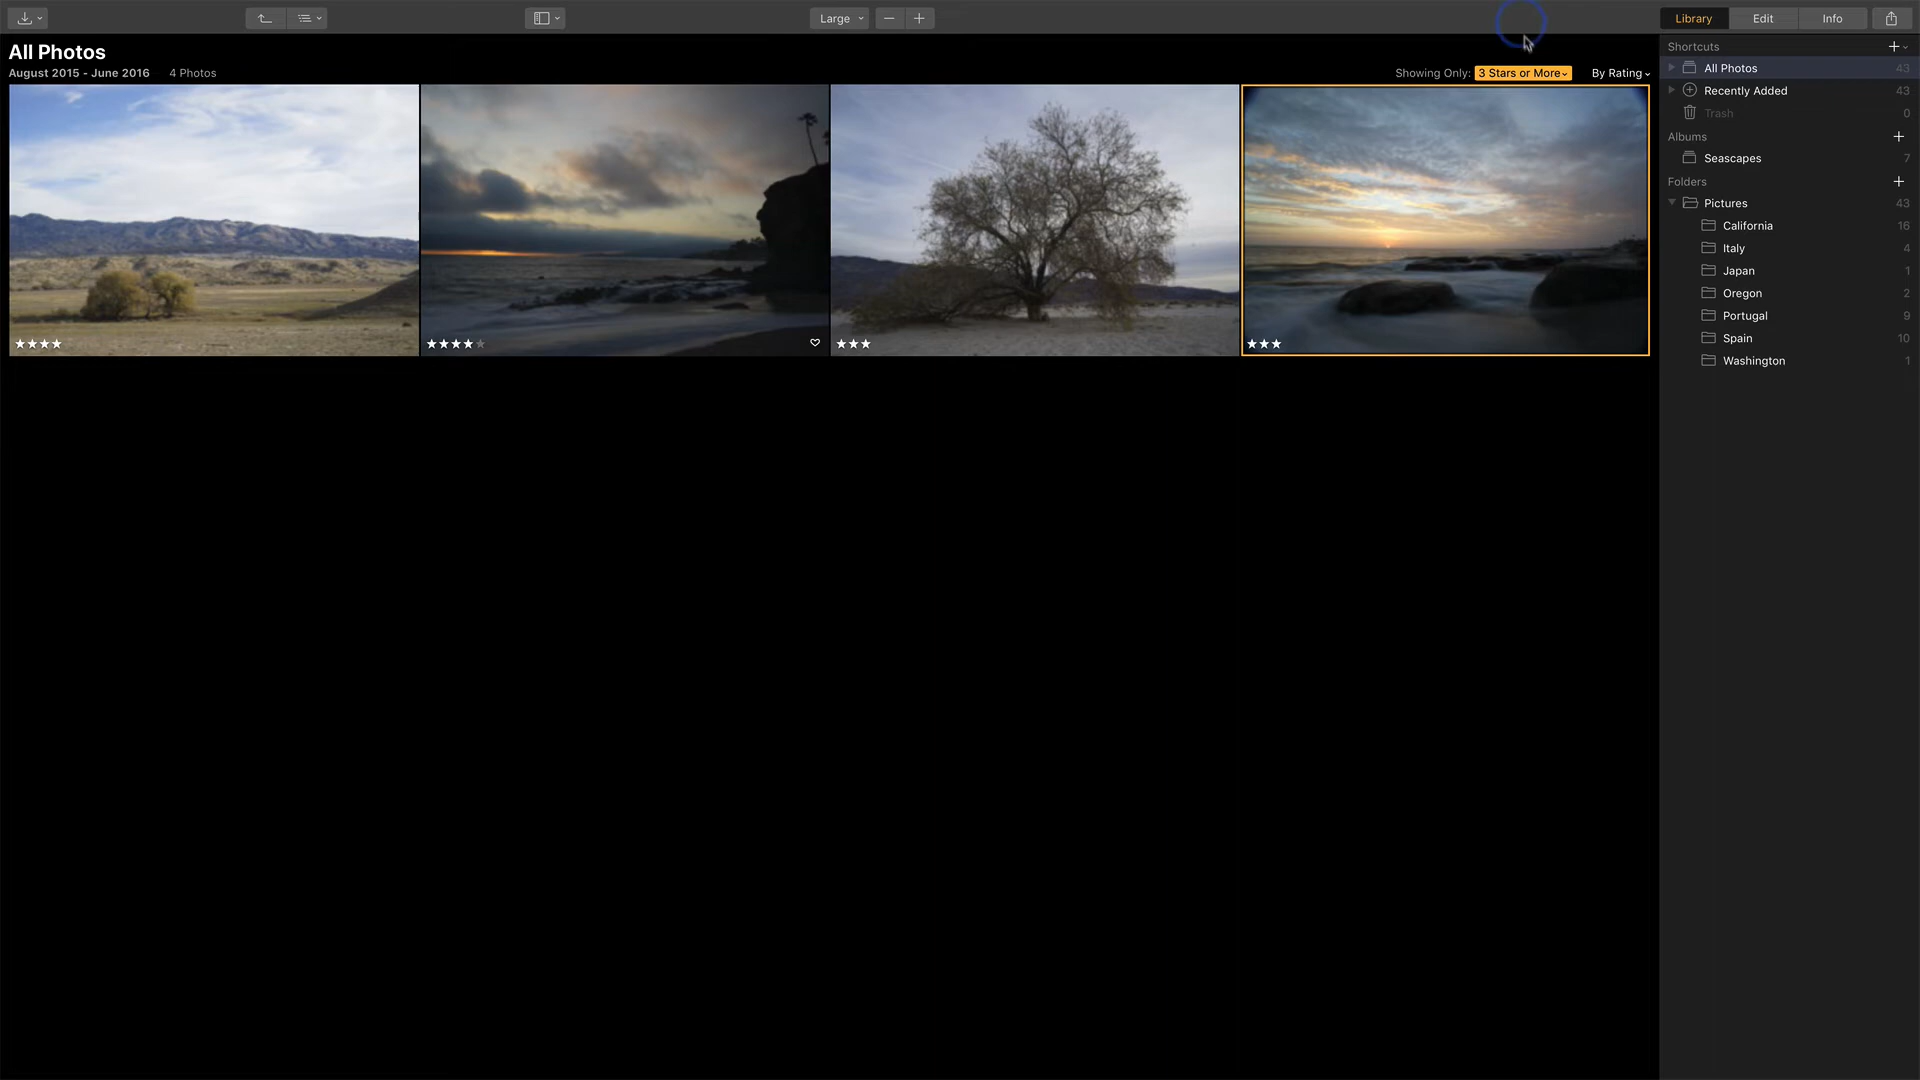 Large
Library
Edit
Info
All Photos
August 2015 - June 2016 4 Photos
Showing Only: 3 Stars or More
By Rating
Shortcuts
All Photos 43
Recently Added 43
Trash 0
Albums
Seascapes 7
Folders
Pictures 43
California 16
Italy 4
Japan 1
Oregon 2
Portugal 9
Spain 10
Washington 1